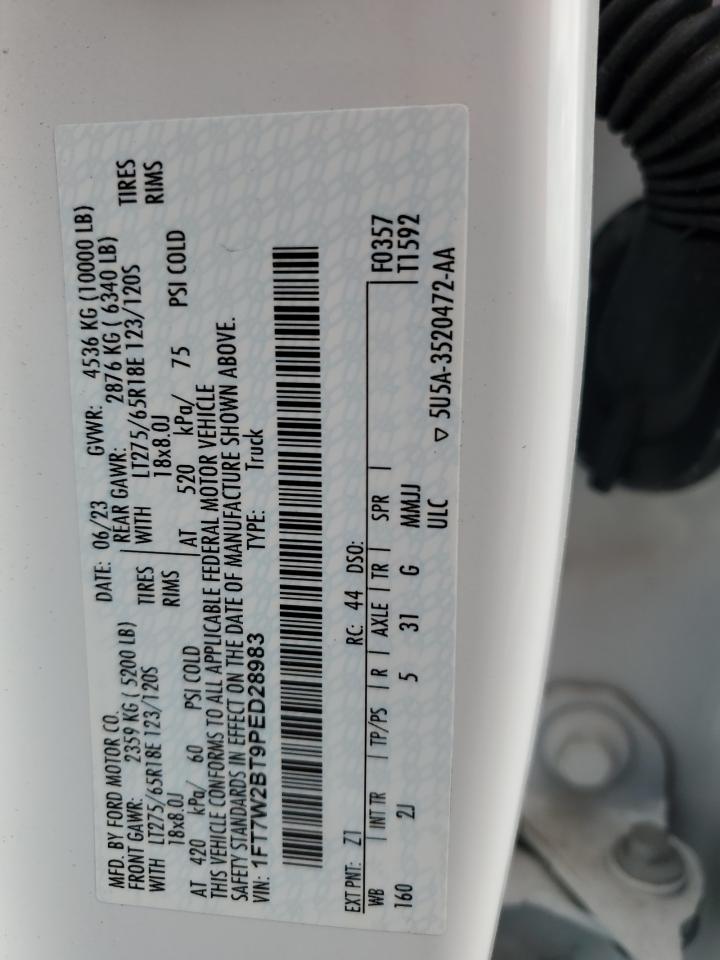 MFD. BY FORD MOTOR CO.
DATE: 06/23 GVWR: 4536 KG (10000 LB)
FRONT GAWR: 2359 KG ( 5200 LB) REAR GAWR: 2876 KG ( 6340 LB)
WITH LT275/65R18E 123/120S TIRES WITH LT275/65R18E 123/120S TIRES
18x8.0J RIMS 18x8.0J RIMS
AT 420 kPa/ 60 PSI COLD AT 520 kPa/ 75 PSI COLD
THIS VEHICLE CONFORMS TO ALL APPLICABLE FEDERAL MOTOR VEHICLE
SAFETY STANDARDS IN EFFECT ON THE DATE OF MANUFACTURE SHOWN ABOVE.
VIN: 1FT7W2BT9PED28983 TYPE: Truck
EXT PNT: Z1 RC: 44 DSO: F0357
WB INT TR TP/PS R AXLE TR SPR T1592
160 2J 5 31 G MMJJ
ULC ▽ 5U5A-3520472-AA